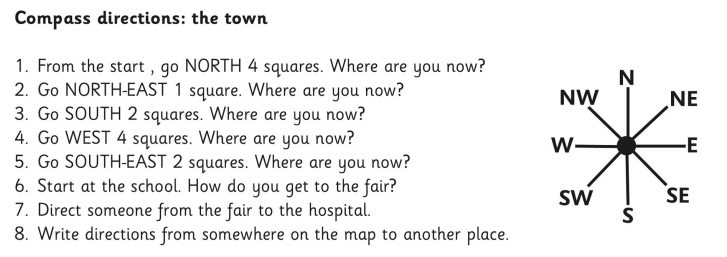 Compass directions: the town
1. From the start , go NORTH 4 squares. Where are you now?
2. Go NORTH-EAST 1 square. Where are you now?
3. Go SOUTH 2 squares. Where are you now?
4. Go WEST 4 squares. Where are you now?
5. Go SOUTH-EAST 2 squares. Where are you now?
6. Start at the school. How do you get to the fair?
7. Direct someone from the fair to the hospital.
8. Write directions from somewhere on the map to another place.
N
NW
NE
W
E
SW
SE
S